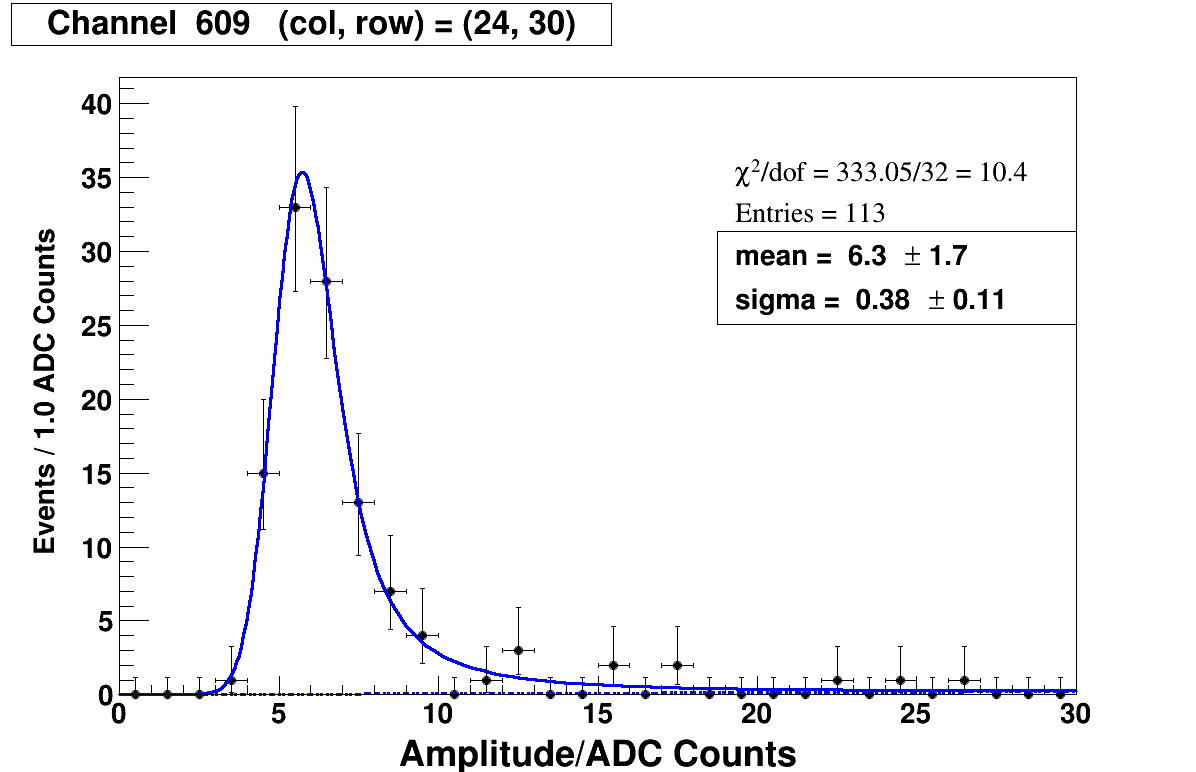 Channel 609 (col, row) = (24, 30)
40
35
30
25
20
15
10
5
0
Events / 1.0 ADC Counts
χ²/dof = 333.05/32 = 10.4
Entries = 113
mean = 6.3 ± 1.7
sigma = 0.38 ± 0.11
0 5 10 15 20 25 30
Amplitude/ADC Counts